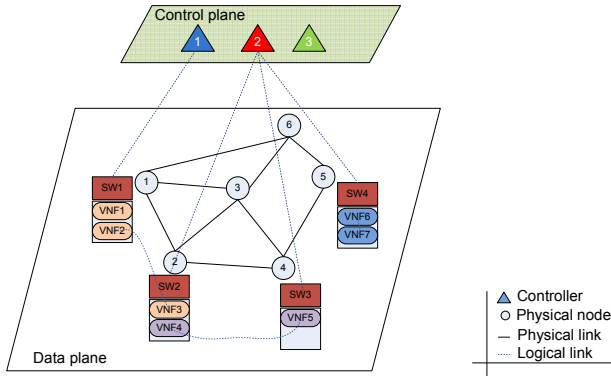 Control plane
1
2
3
6
1
3
5
SW1
VNF1
VNF2
SW4
VNF6
VNF7
2
4
SW2
VNF3
VNF4
SW3
VNF5
Data plane
Controller
Physical node
Physical link
Logical link